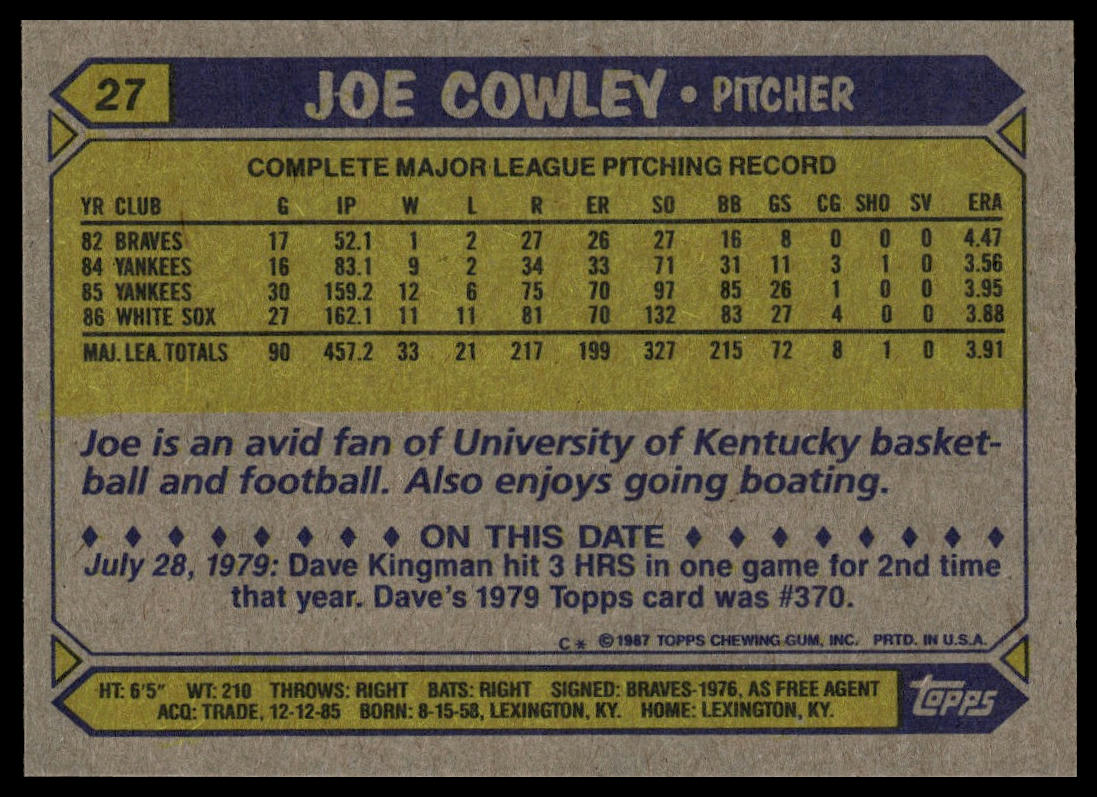 27 JOE COWLEY • PITCHER
COMPLETE MAJOR LEAGUE PITCHING RECORD
YR CLUB G IP W L R ER SO BB GS CG SHO SV ERA
82 BRAVES 17 52.1 1 2 27 26 27 16 8 0 0 0 4.47
84 YANKEES 16 83.1 9 2 34 33 71 31 11 3 1 0 3.56
85 YANKEES 30 159.2 12 6 75 70 97 85 26 1 0 0 3.95
86 WHITE SOX 27 162.1 11 11 81 70 132 83 27 4 0 0 3.88
MAJ. LEA. TOTALS 90 457.2 33 21 217 199 327 215 72 8 1 0 3.91
Joe is an avid fan of University of Kentucky basket-
ball and football. Also enjoys going boating.
♦ ♦ ♦ ♦ ♦ ♦ ♦ ♦ ON THIS DATE ♦ ♦ ♦ ♦ ♦ ♦ ♦ ♦
July 28, 1979: Dave Kingman hit 3 HRS in one game for 2nd time
that year. Dave's 1979 Topps card was #370.
C* ©1987 TOPPS CHEWING GUM, INC. PRTD. IN U.S.A.
HT: 6'5" WT: 210 THROWS: RIGHT BATS: RIGHT SIGNED: BRAVES-1976, AS FREE AGENT
ACQ: TRADE, 12-12-85 BORN: 8-15-58, LEXINGTON, KY. HOME: LEXINGTON, KY.
topps